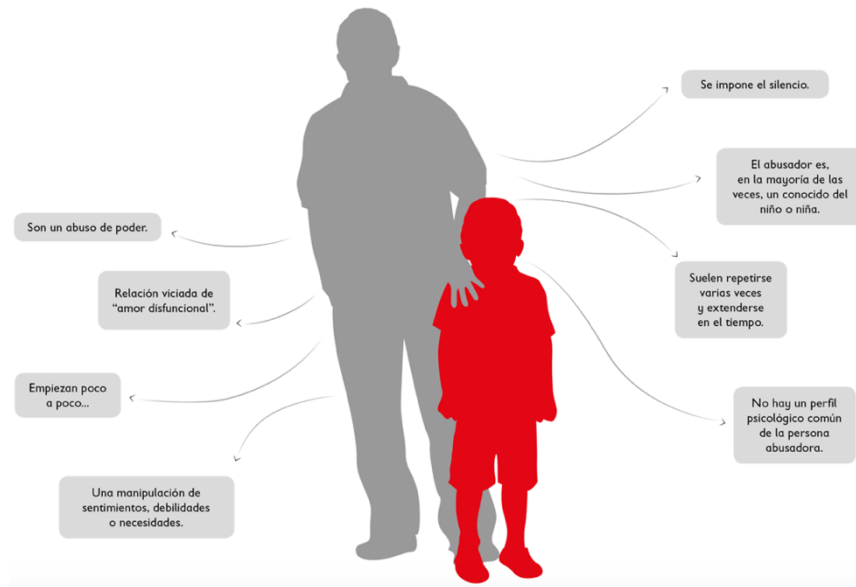 Se impone el silencio.
El abusador es,
en la mayoría de las
veces, un conocido del
niño o niña.
Son un abuso de poder.
Suelen repetirse
varias veces
y extenderse
en el tiempo.
Relación viciada de
“amor disfuncional”.
Empiezan poco
a poco...
No hay un perfil
psicológico común
de la persona
abusadora.
Una manipulación de
sentimientos, debilidades
o necesidades.